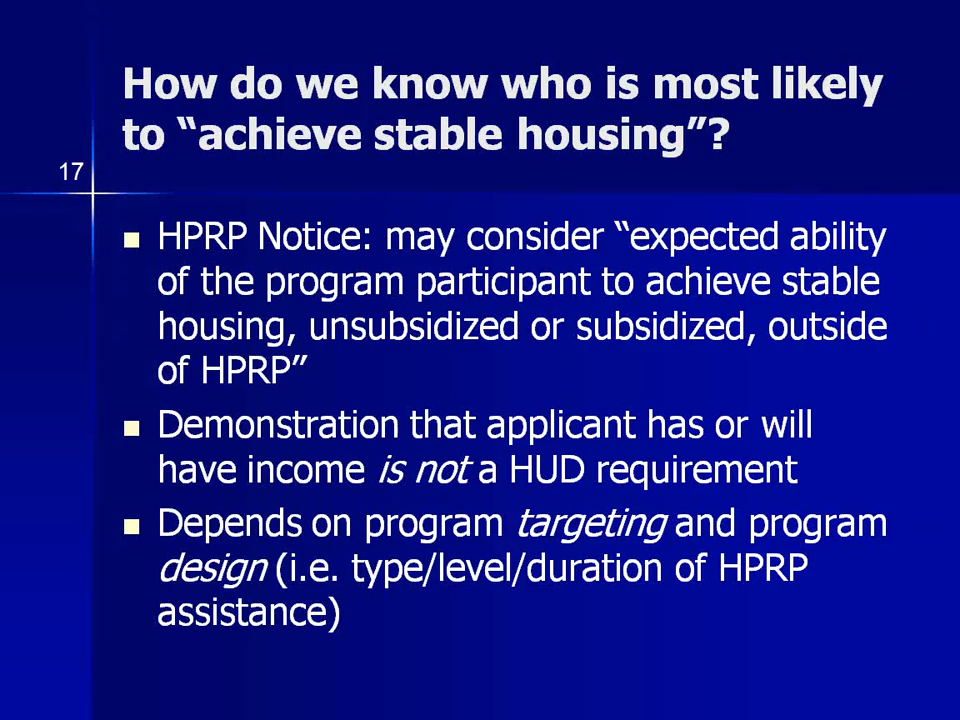 How do we know who is most likely
to “achieve stable housing”?
17
■ HPRP Notice: may consider “expected ability
of the program participant to achieve stable
housing, unsubsidized or subsidized, outside
of HPRP”
■ Demonstration that applicant has or will
have income is not a HUD requirement
■ Depends on program targeting and program
design (i.e. type/level/duration of HPRP
assistance)